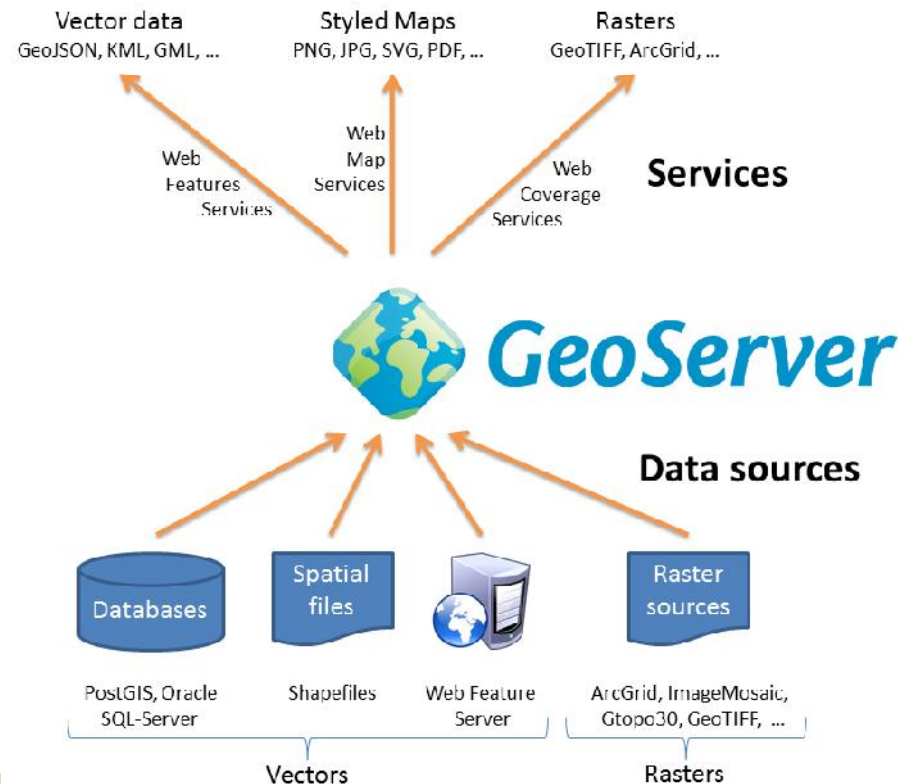 Vector data
GeoJSON, KML, GML, ...
Styled Maps
PNG, JPG, SVG, PDF, ...
Rasters
GeoTIFF, ArcGrid, ...
Web
Features
Services
Web
Map
Services
Web
Coverage
Services
Services
GeoServer
Data sources
Databases
Spatial
files
Raster
sources
PostGIS, Oracle
SQL-Server
Shapefiles
Web Feature
Server
ArcGrid, ImageMosaic,
Gtopo30, GeoTIFF, ...
Vectors
Rasters